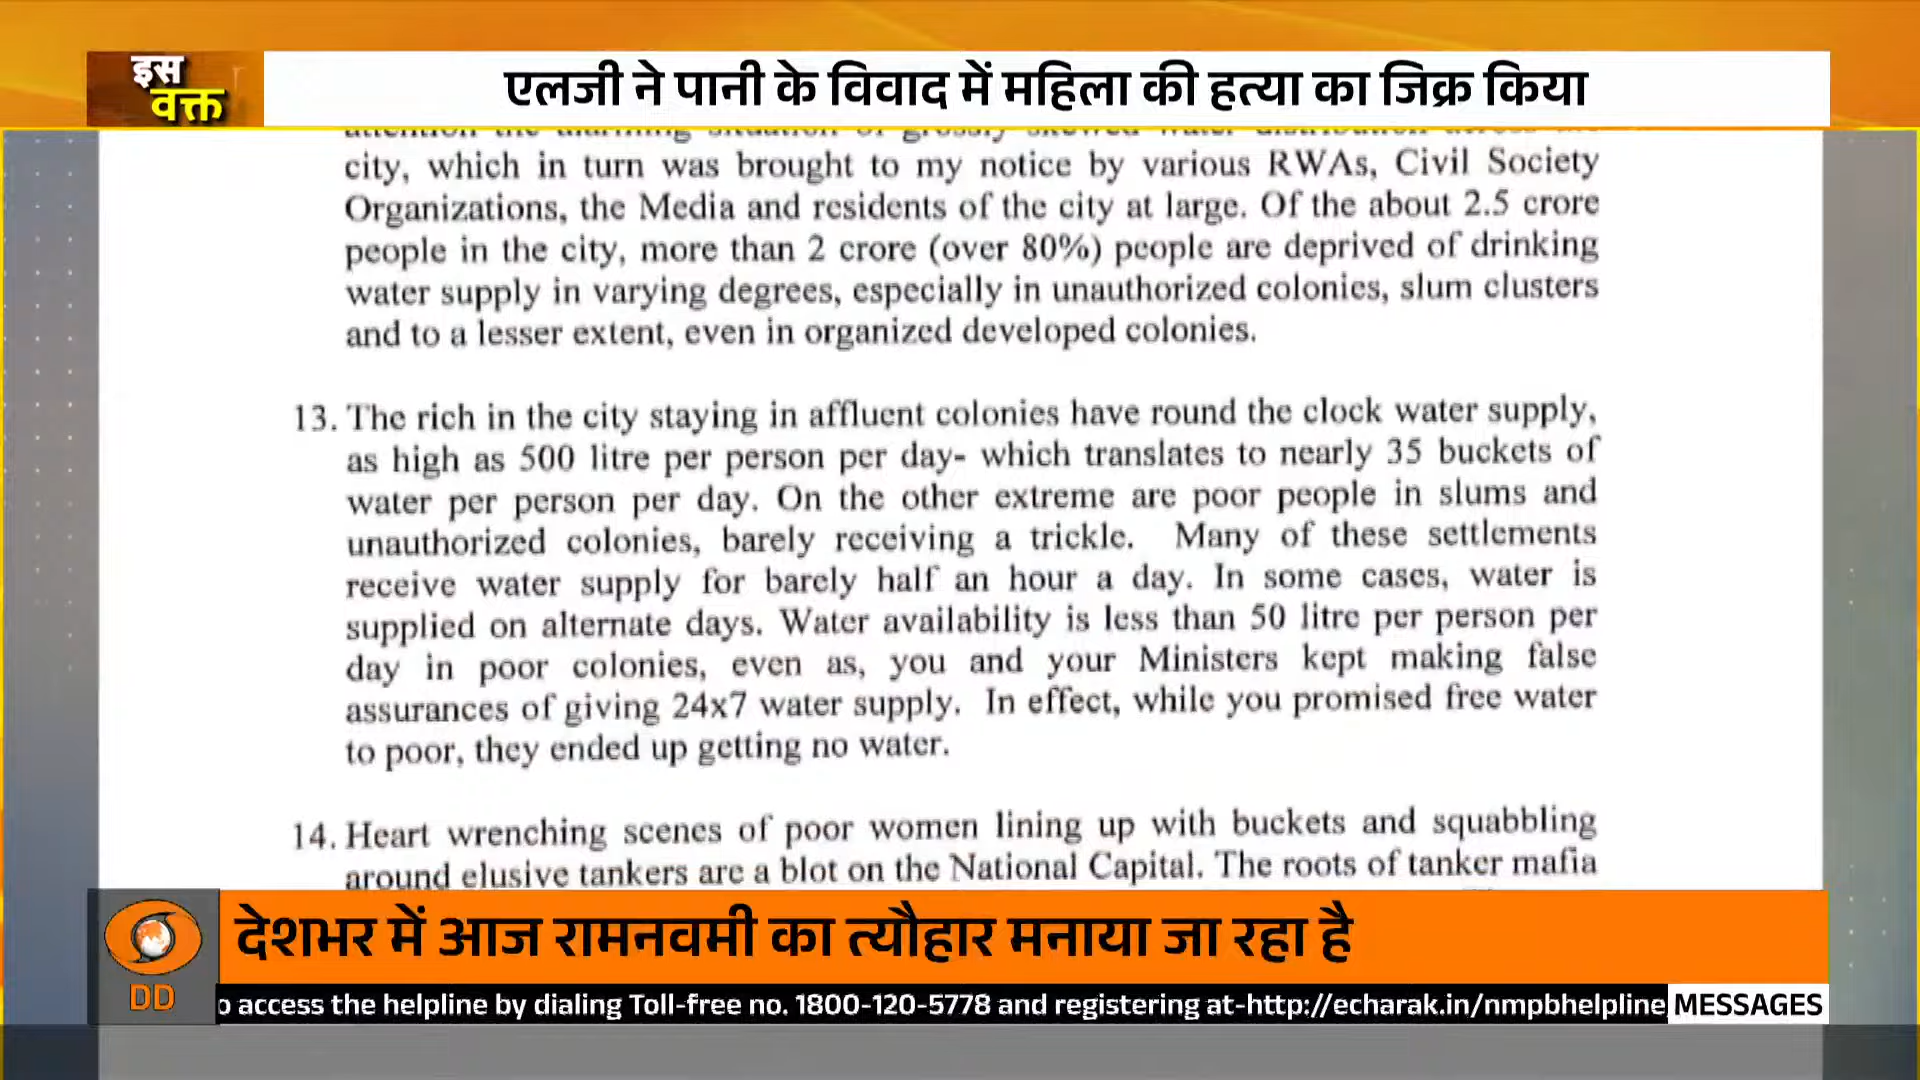 इस
वक्त
एलजी ने पानी के विवाद में महिला की हत्या का जिक्र किया
attention the alarming situation of grossly skewed water distribution across the
city, which in turn was brought to my notice by various RWAs, Civil Society
Organizations, the Media and residents of the city at large. Of the about 2.5 crore
people in the city, more than 2 crore (over 80%) people are deprived of drinking
water supply in varying degrees, especially in unauthorized colonies, slum clusters
and to a lesser extent, even in organized developed colonies.
13. The rich in the city staying in affluent colonies have round the clock water supply,
as high as 500 litre per person per day- which translates to nearly 35 buckets of
water per person per day. On the other extreme are poor people in slums and
unauthorized colonies, barely receiving a trickle. Many of these settlements
receive water supply for barely half an hour a day. In some cases, water is
supplied on alternate days. Water availability is less than 50 litre per person per
day in poor colonies, even as, you and your Ministers kept making false
assurances of giving 24x7 water supply. In effect, while you promised free water
to poor, they ended up getting no water.
14. Heart wrenching scenes of poor women lining up with buckets and squabbling
around elusive tankers are a blot on the National Capital. The roots of tanker mafia
देशभर में आज रामनवमी का त्यौहार मनाया जा रहा है
DD
o access the helpline by dialing Toll-free no. 1800-120-5778 and registering at-http://echarak.in/nmpbhelpline
MESSAGES